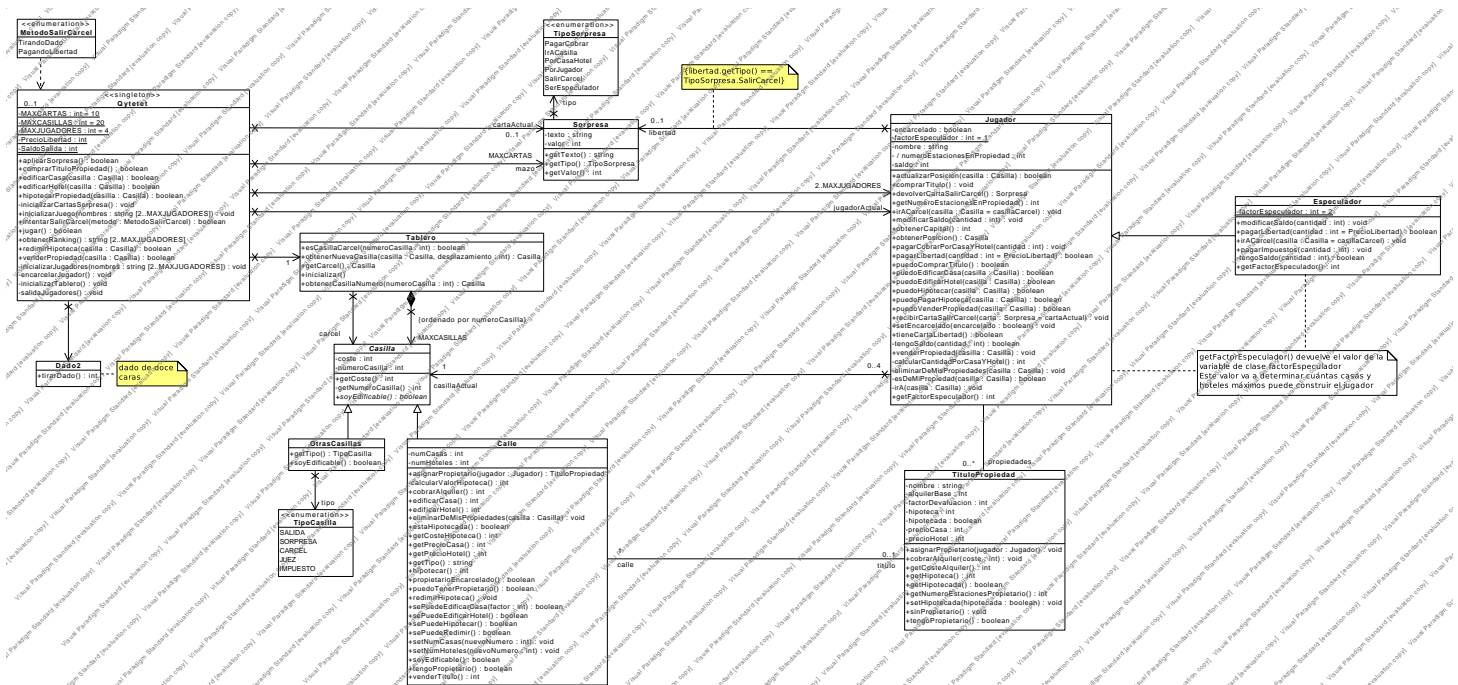 <<enumeration>>
MetodoSalirCarcel
TirandoDado
PagandoLibertad
<<enumeration>>
TipoSorpresa
PagarCobrar
IrACasilla
PorCasaHotel
PorJugador
SalirCarcel
SerEspeculador
tipo
{libertad.getTipo() ==
TipoSorpresa.SalirCarcel}
<<singleton>>
Qytetet
0..1
-MAXCARTAS : int = 10
-MAXCASILLAS : int = 20
-MAXJUGADORES : int = 4
-PrecioLibertad : int
-SaldoSalida : int
+aplicarSorpresa() : boolean
+comprarTituloPropiedad() : boolean
+edificarCasa(casilla : Casilla) : boolean
+edificarHotel(casilla : Casilla) : boolean
+hipotecarPropiedad(casilla : Casilla) : boolean
-inicializarCartasSorpresa() : void
+inicializarJuego(nombres : string [2..MAXJUGADORES]) : void
+intentarSalirCarcel(metodo : MetodoSalirCarcel) : boolean
+jugar() : boolean
+obtenerRanking() : string [2..MAXJUGADORES]
+redimirHipoteca(casilla : Casilla) : boolean
+venderPropiedad(casilla : Casilla) : boolean
-inicializarJugadores(nombres : string [2..MAXJUGADORES]) : void
-encarcelarJugador() : void
-inicializarTablero() : void
-salidaJugadores() : void
cartaActual
0..1
MAXCARTAS
mazo
Sorpresa
-texto : string
-valor : int
+getTexto() : string
+getTipo() : TipoSorpresa
+getValor() : int
0..1
libertad
2..MAXJUGADORES
jugadorActual
Jugador
-encarcelado : boolean
-factorEspeculador : int = 1
-nombre : string
- / numeroEstacionesEnPropiedad : int
-saldo : int
+actualizarPosicion(casilla : Casilla) : boolean
+comprarTitulo() : void
+devolverCartaSalirCarcel() : Sorpresa
+getNumeroEstacionesEnPropiedad() : int
+irACarcel(casilla : Casilla = casillaCarcel) : void
+modificarSaldo(cantidad : int) : void
+obtenerCapital() : int
+obtenerPosicion() : Casilla
+pagarCobrarPorCasaYHotel(cantidad : int) : void
+pagarLibertad(cantidad : int = PrecioLibertad) : boolean
+puedoComprarTitulo() : boolean
+puedoEdificarCasa(casilla : Casilla) : boolean
+puedoEdificarHotel(casilla : Casilla) : boolean
+puedoHipotecar(casilla : Casilla) : boolean
+puedoPagarHipoteca(casilla : Casilla) : boolean
+puedoVenderPropiedad(casilla : Casilla) : boolean
+recibirCartaSalirCarcel(carta : Sorpresa = cartaActual) : void
+setEncarcelado(encarcelado : boolean) : void
+tieneCartaLibertad() : boolean
+tengoSaldo(cantidad : int) : boolean
+venderPropiedad(casilla : Casilla) : void
-calcularCantidadPorCasaYHotel() : int
-eliminarDeMisPropiedades(casilla : Casilla) : void
-esDeMiPropiedad(casilla : Casilla) : boolean
-irA(casilla : Casilla) : void
+getFactorEspeculador() : int
Especulador
-factorEspeculador : int = 2
+modificarSaldo(cantidad : int) : void
+pagarLibertad(cantidad : int = PrecioLibertad) : boolean
+irACarcel(casilla : Casilla = casillaCarcel) : void
+pagarImpuestos(cantidad : int) : void
+tengoSaldo(cantidad : int) : void
+getFactorEspeculador() : int
1
Tablero
+esCasillaCarcel(numeroCasilla : int) : boolean
+obtenerNuevaCasilla(casilla : Casilla, desplazamiento : int) : Casilla
+getCarcel() : Casilla
+inicializar()
+obtenerCasillaNumero(numeroCasilla : int) : Casilla
carcel
(ordenado por numeroCasilla)
MAXCASILLAS
Dado2
+tirarDado() : int
dado de doce
caras
Casilla
-coste : int
-numeroCasilla : int
+getCoste() : int
+getNumeroCasilla() : int
+soyEdificable() : boolean
1
casillaActual
0..4
getFactorEspeculador() devuelve el valor de la
variable de clase factorEspeculador
Este valor va a determinar cuántas casas y
hoteles máximos puede construir el jugador
OtrasCasillas
+getTipo() : TipoCasilla
+soyEdificable() : boolean
tipo
<<enumeration>>
TipoCasilla
SALIDA
SORPRESA
CARCEL
JUEZ
IMPUESTO
Calle
-numCasas : int
-numHoteles : int
+asignarPropietario(jugador : Jugador) : TituloPropiedad
-calcularValorHipoteca() : int
+cobrarAlquiler() : int
+edificarCasa() : int
+edificarHotel() : int
+eliminarDeMisPropiedades(casilla : Casilla) : void
+estaHipotecada() : boolean
+getCosteHipoteca() : int
+getPrecioCasa() : int
+getPrecioHotel() : int
+getTipo() : string
+hipotecar() : int
+propietarioEncarcelado() : boolean
+puedoTenerPropietario() : boolean
+redimirHipoteca() : void
+sePuedeEdificarCasa(factor : int) : boolean
+sePuedeEdificarHotel() : boolean
+sePuedeHipotecar() : boolean
+sePuedeRedimir() : boolean
+setNumCasas(nuevoNumero : int) : void
+setNumHoteles(nuevoNumero : int) : void
+soyEdificable() : boolean
+tengoPropietario() : boolean
+venderTitulo() : int
calle
0..1
titulo
0..*
propiedades
TituloPropiedad
-nombre : string
-alquilerBase : int
-factorDevaluacion : int
-hipoteca : int
-hipotecada : boolean
-precioCasa : int
-precioHotel : int
+asignarPropietario(jugador : Jugador) : void
+cobrarAlquiler(coste : int) : void
+getCosteAlquiler() : int
+getHipoteca() : int
+getHipotecada() : boolean
+getNumeroEstacionesPropietario() : int
+setHipotecada(hipotecada : boolean) : void
+sinPropietario() : void
+tengoPropietario() : boolean
Visual Paradigm Standard [evaluation copy]